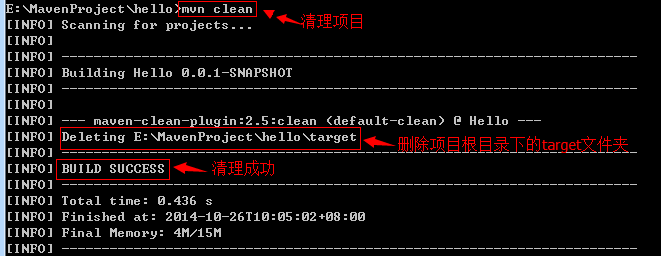 E:\MavenProject\hello>mvn clean
清理项目
[INFO] Scanning for projects...
[INFO]
[INFO] ------------------------------------------------------------------------
[INFO] Building Hello 0.0.1-SNAPSHOT
[INFO] ------------------------------------------------------------------------
[INFO]
[INFO] --- maven-clean-plugin:2.5:clean (default-clean) @ Hello ---
[INFO] Deleting E:\MavenProject\hello\target
删除项目根目录下的target文件夹
[INFO] ------------------------------------------------------------------------
[INFO] BUILD SUCCESS
清理成功
[INFO] ------------------------------------------------------------------------
[INFO] Total time: 0.436 s
[INFO] Finished at: 2014-10-26T10:05:02+08:00
[INFO] Final Memory: 4M/15M
[INFO] ------------------------------------------------------------------------